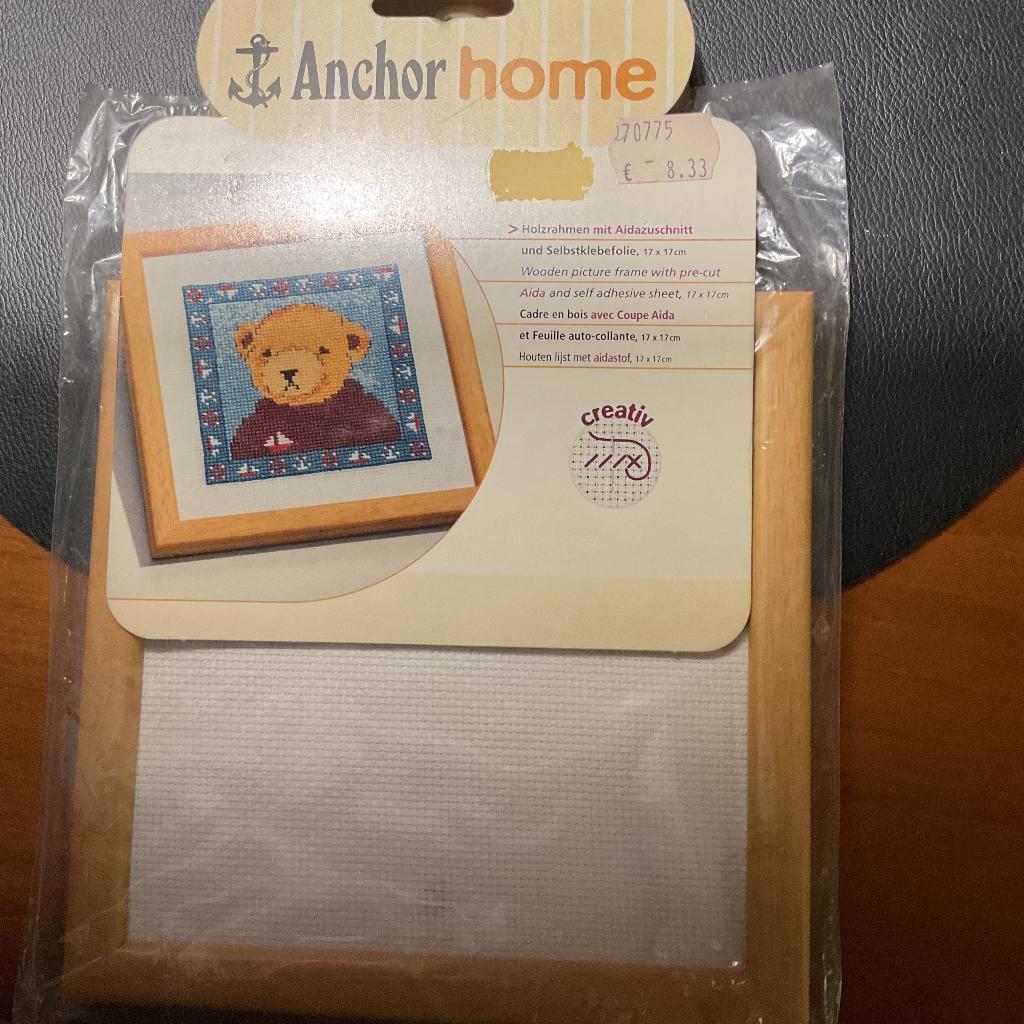 Anchor home
270775
€ - 8.33
> Holzrahmen mit Aidazuschnitt
und Selbstklebefolie, 17 x 17cm
Wooden picture frame with pre-cut
Aida and self adhesive sheet, 17 x 17cm
Cadre en bois avec Coupe Aida
et Feuille auto-collante, 17 x 17cm
Houten lijst met aidastof, 17 x 17cm
creativ